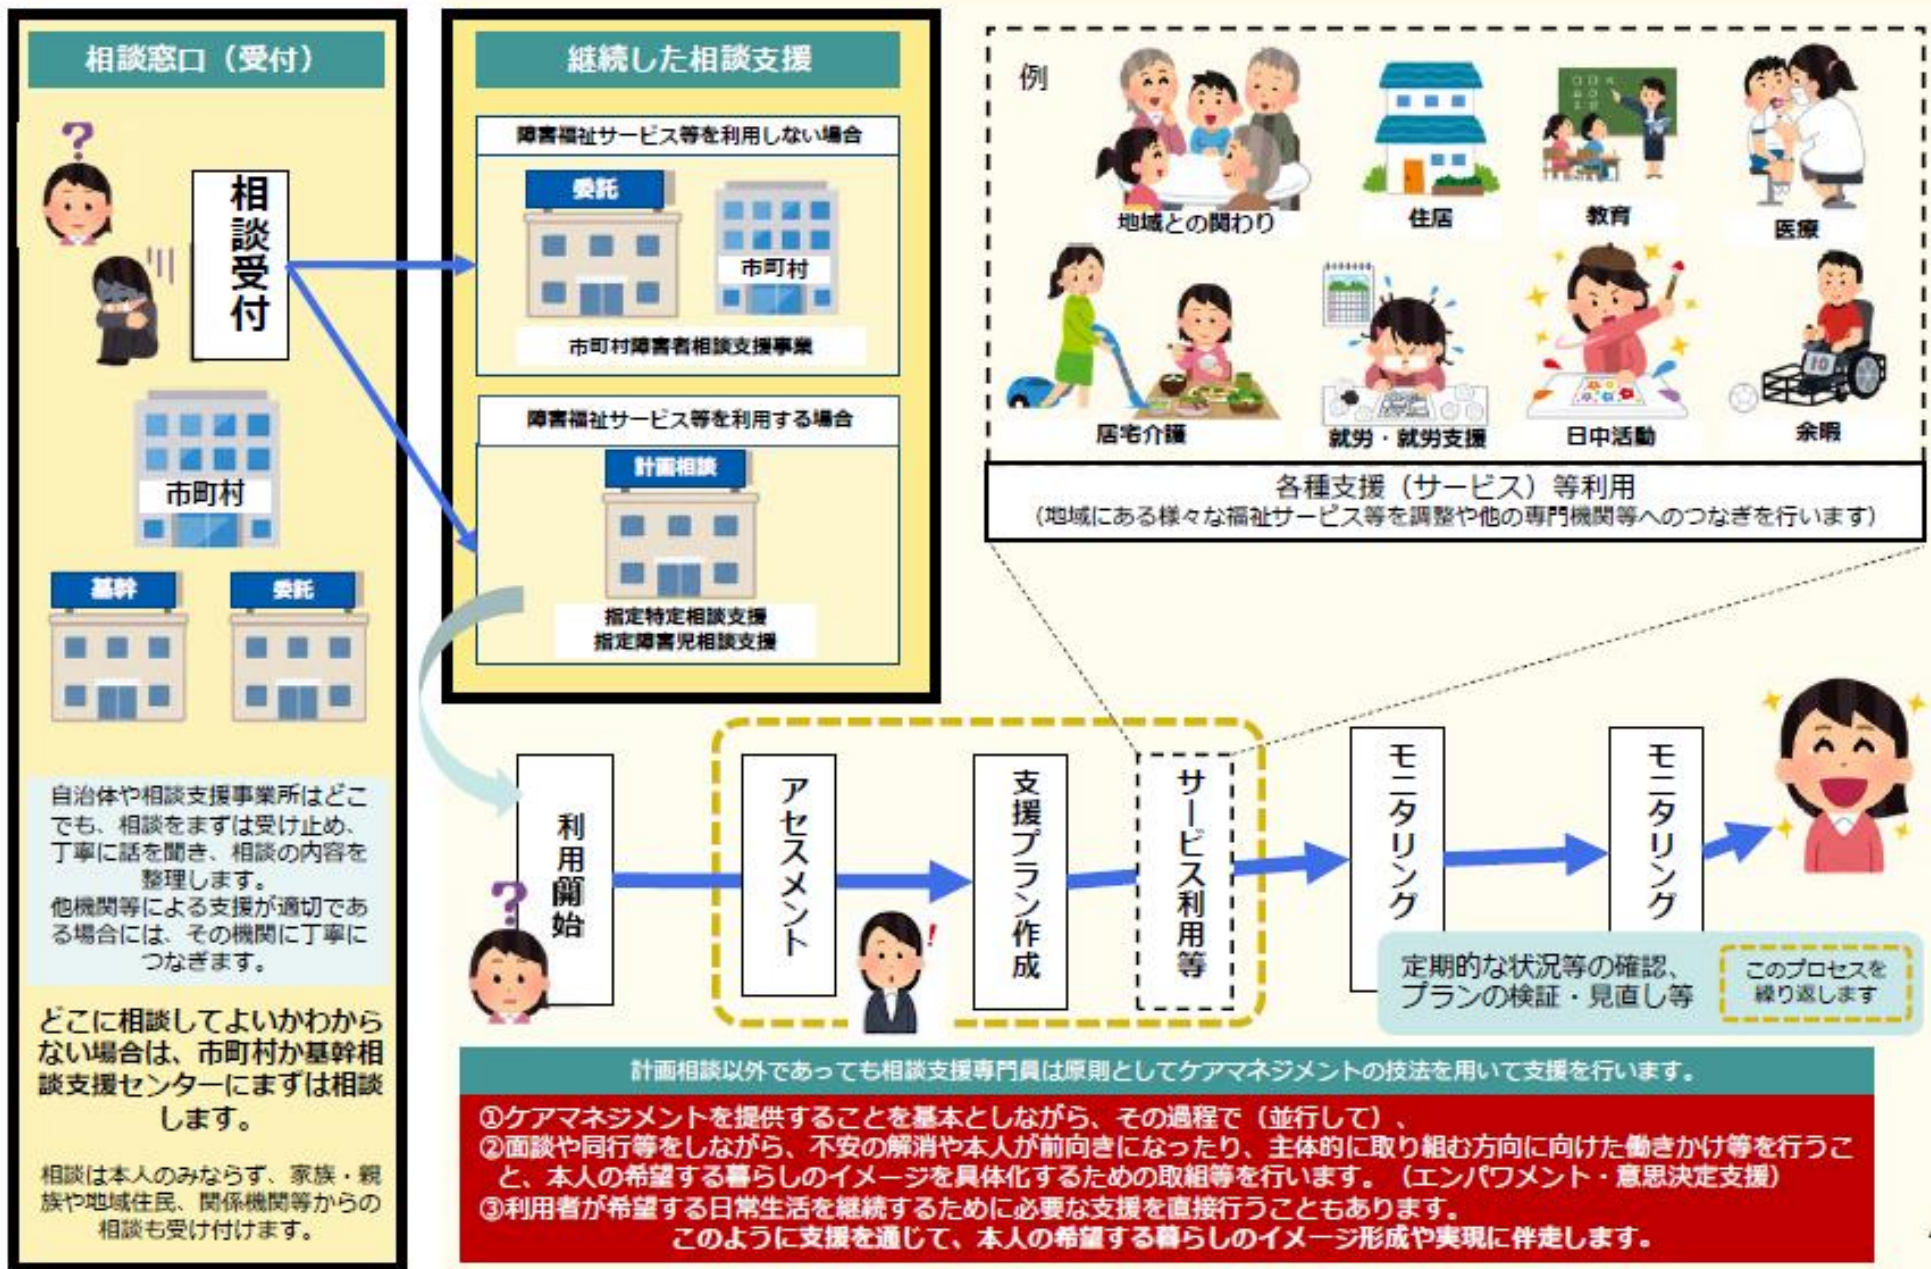 相談窓口（受付）
?
相談受付
市町村
基幹
委託
自治体や相談支援事業所はどこ
でも、相談をまずは受け止め、
丁寧に話を聞き、相談の内容を
整理します。
他機関等による支援が適切であ
る場合には、その機関に丁寧に
つなぎます。
どこに相談してよいかわから
ない場合は、市町村か基幹相
談支援センターにまずは相談
します。
相談は本人のみならず、家族・親
族や地域住民、関係機関等からの
相談も受け付けます。
継続した相談支援
障害福祉サービス等を利用しない場合
委託
市町村
市町村障害者相談支援事業
障害福祉サービス等を利用する場合
計画相談
指定特定相談支援
指定障害児相談支援
例
地域との関わり
住居
教育
医療
居宅介護
就労・就労支援
日中活動
余暇
10
各種支援（サービス）等利用
（地域にある様々な福祉サービス等を調整や他の専門機関等へのつなぎを行います）
?
利用開始
アセスメント
!
支援プラン作成
サービス利用等
モニタリング
モニタリング
定期的な状況等の確認、
プランの検証・見直し等
このプロセスを
繰り返します
計画相談以外であっても相談支援専門員は原則としてケアマネジメントの技法を用いて支援を行います。
①ケアマネジメントを提供することを基本としながら、その過程で（並行して）、
②面談や同行等をしながら、不安の解消や本人が前向きになったり、主体的に取り組む方向に向けた働きかけ等を行うこ
と、本人の希望する暮らしのイメージを具体化するための取組等を行います。（エンパワメント・意思決定支援）
③利用者が希望する日常生活を継続するために必要な支援を直接行うこともあります。
このように支援を通じて、本人の希望する暮らしのイメージ形成や実現に伴走します。